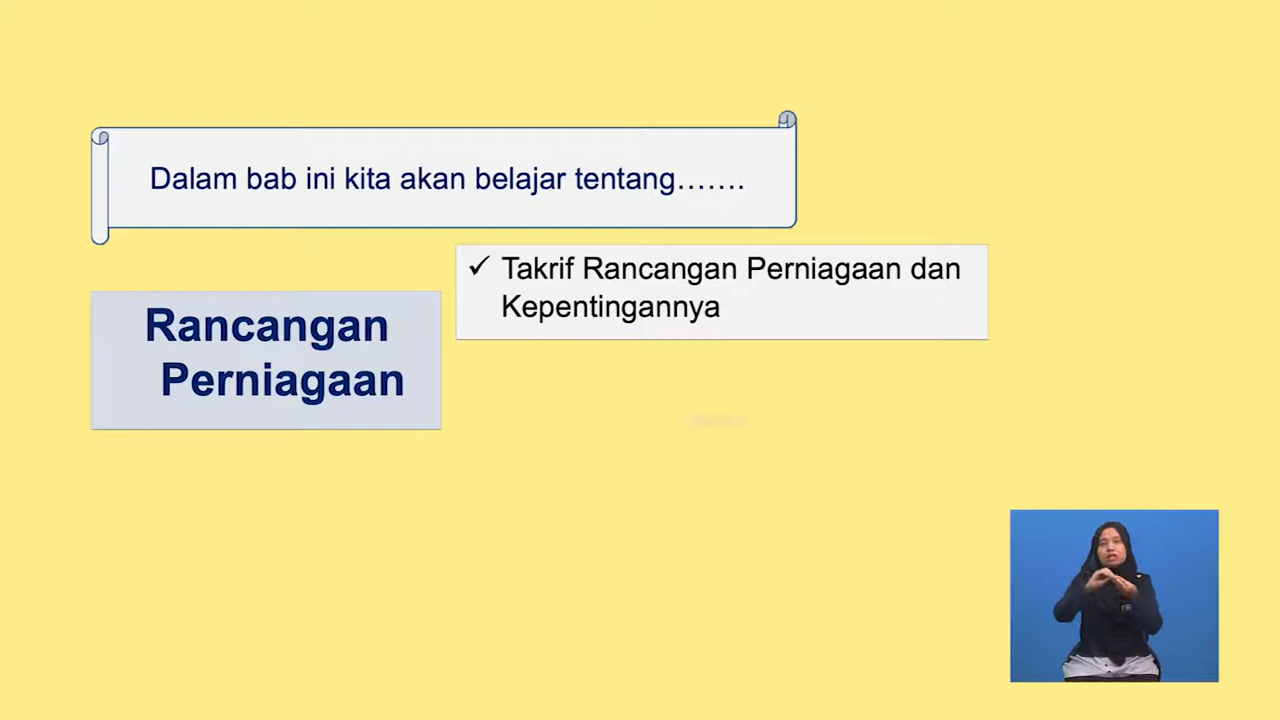 Dalam bab ini kita akan belajar tentang…….
✓ Takrif Rancangan Perniagaan dan
Kepentingannya
Rancangan
Perniagaan